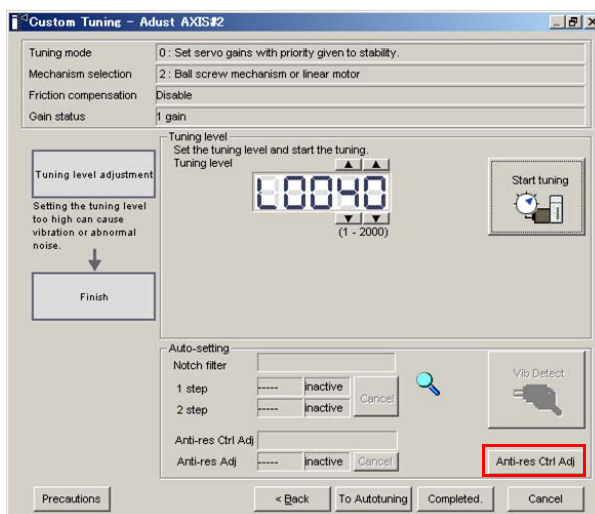 Custom Tuning - Adust AXIS#2
Tuning mode
0 : Set servo gains with priority given to stability.
Mechanism selection
2 : Ball screw mechanism or linear motor
Friction compensation
Disable
Gain status
1 gain
Tuning level adjustment
Setting the tuning level
too high can cause
vibration or abnormal
noise.
Finish
Tuning level
Set the tuning level and start the tuning.
Tuning level
L0040
(1 - 2000)
Start tuning
Auto-setting
Notch filter
1 step
-----
inactive
2 step
-----
inactive
Cancel
Vib Detect
Anti-res Ctrl Adj
Anti-res Adj
-----
inactive
Cancel
Anti-res Ctrl Adj
Precautions
< Back
To Autotuning
Completed.
Cancel